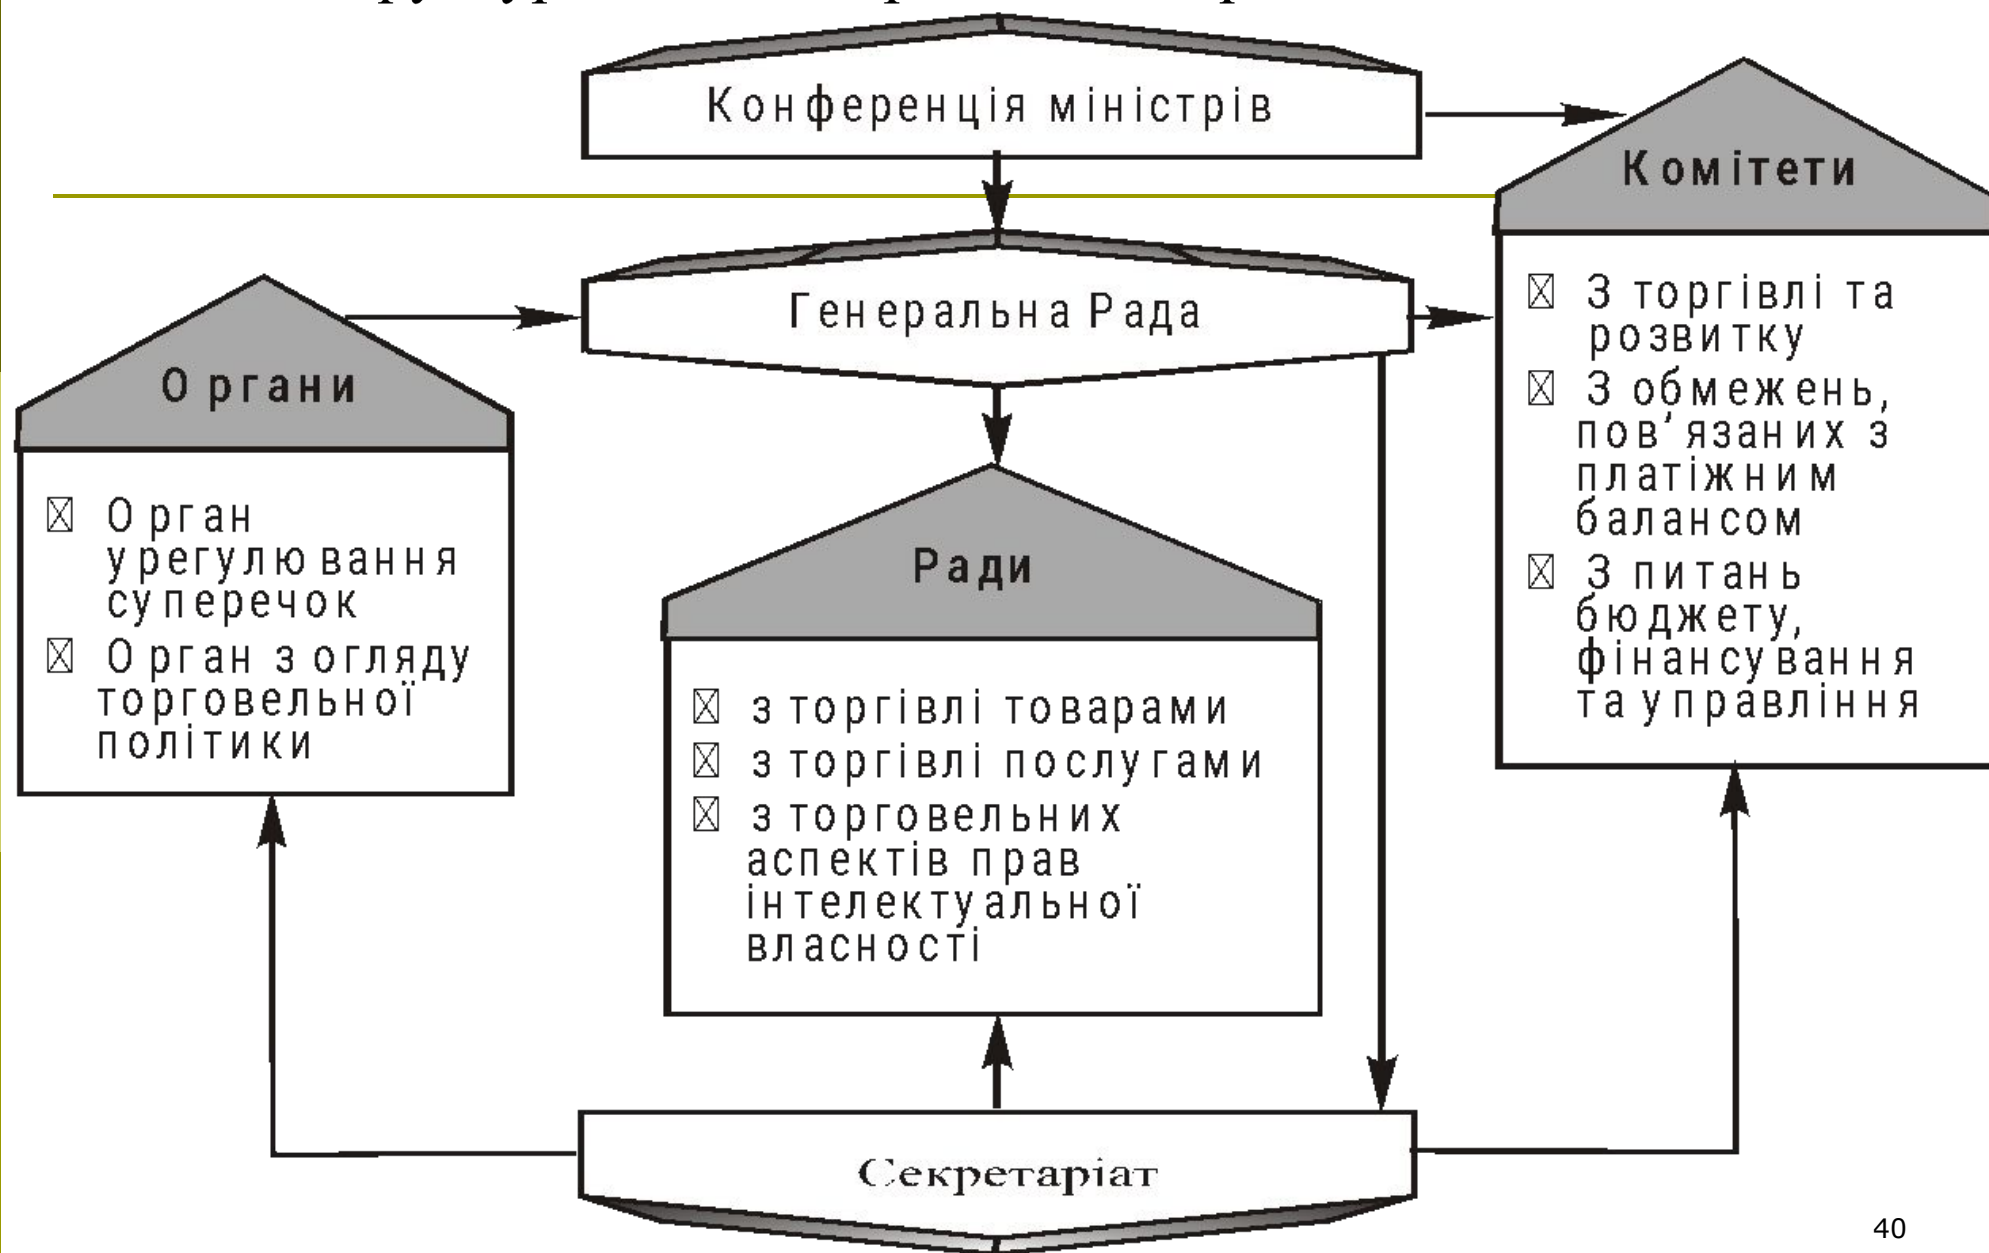 Конференція міністрів
Комітети
З торгівлі та
розвитку
З обмежень,
пов’язаних з
платіжним
балансом
З питань
бюджету,
фінансування
та управління
Генеральна Рада
Органи
Орган
урегулювання
суперечок
Орган з огляду
торговельної
політики
Ради
з торгівлі товарами
з торгівлі послугами
з торговельних
аспектів прав
інтелектуальної
власності
Секретаріат
40